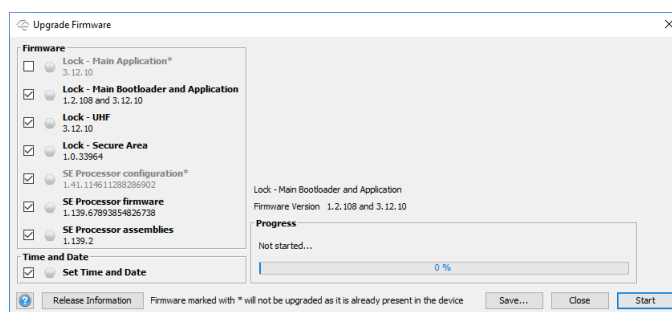 Upgrade Firmware
Firmware
Lock - Main Application*
3.12.10
Lock - Main Bootloader and Application
1.2.108 and 3.12.10
Lock - UHF
3.12.10
Lock - Secure Area
1.0.33964
SE Processor configuration*
1.41.114611288286902
SE Processor firmware
1.139.67893854826738
SE Processor assemblies
1.139.2
Time and Date
Set Time and Date
Lock - Main Bootloader and Application
Firmware Version 1.2.108 and 3.12.10
Progress
Not started...
0 %
Release Information Firmware marked with * will not be upgraded as it is already present in the device Save... Close Start